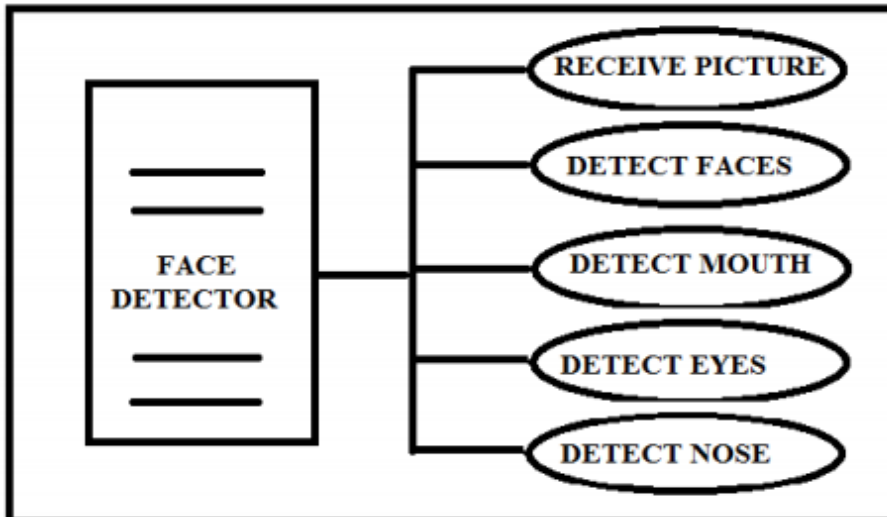 FACE
DETECTOR
RECEIVE PICTURE
DETECT FACES
DETECT MOUTH
DETECT EYES
DETECT NOSE